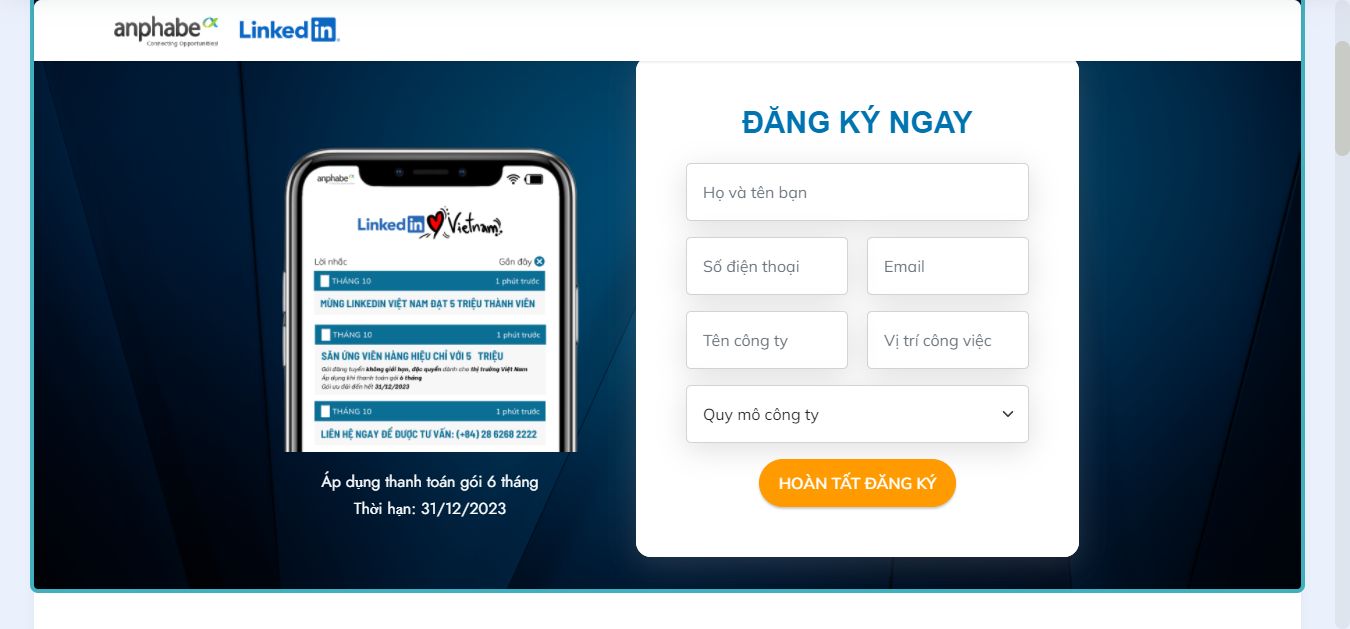 anphabe
Connecting Opportunities!
LinkedIn
ĐĂNG KÝ NGAY
Họ và tên bạn
Số điện thoại
Email
Tên công ty
Vị trí công việc
Quy mô công ty
HOÀN TẤT ĐĂNG KÝ
anphabe
LinkedIn Vietnam!
Lời nhắc
Gần đây
THÁNG 10
1 phút trước
MỪNG LINKEDIN VIỆT NAM ĐẠT 5 TRIỆU THÀNH VIÊN
THÁNG 10
1 phút trước
SĂN ỨNG VIÊN HÀNG HIỆU CHỈ VỚI 5 TRIỆU
Gói đăng tuyển không giới hạn, độc quyền dành cho thị trường Việt Nam
Áp dụng khi thanh toán gói 6 tháng
Gói ưu đãi đến hết 31/12/2023
THÁNG 10
1 phút trước
LIÊN HỆ NGAY ĐỂ ĐƯỢC TƯ VẤN: (+84) 28 6268 2222
Áp dụng thanh toán gói 6 tháng
Thời hạn: 31/12/2023